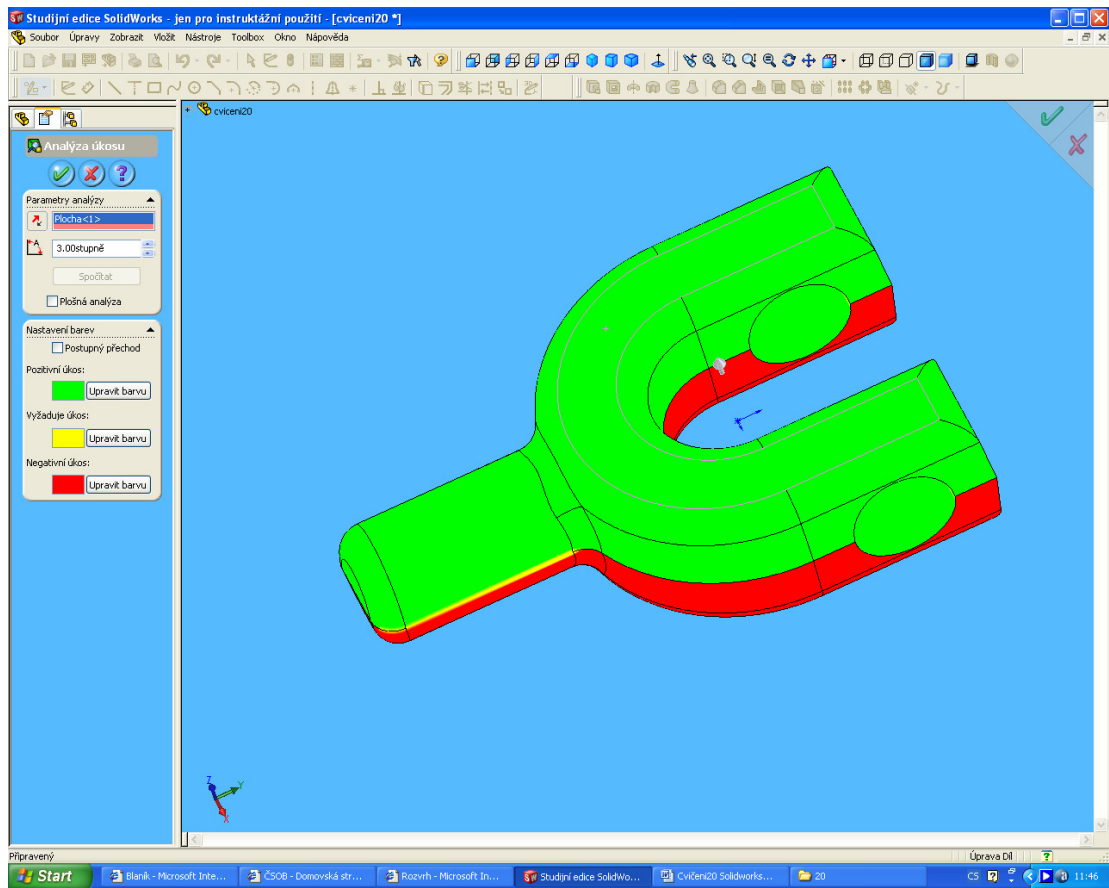 Studijní edice SolidWorks - jen pro instruktážní použití - [cviceni20 *]
Soubor Úpravy Zobrazit Vložit Nástroje Toolbox Okno Nápověda
cviceni20
Analýza úkosu
Parametry analýzy
Plocha<1>
3.00stupně
Spočítat
Plošná analýza
Nastavení barev
Postupný přechod
Pozitivní úkos:
Upravit barvu
Vyžaduje úkos:
Upravit barvu
Negativní úkos:
Upravit barvu
Z
Y
X
Připravený
Úprava Díl
Start
Blaník - Microsoft Inte...
ČSOB - Domovská str...
Rozvrh - Microsoft In...
Studijní edice SolidWo...
Cvičení20 Solidworks...
20
CS
11:46